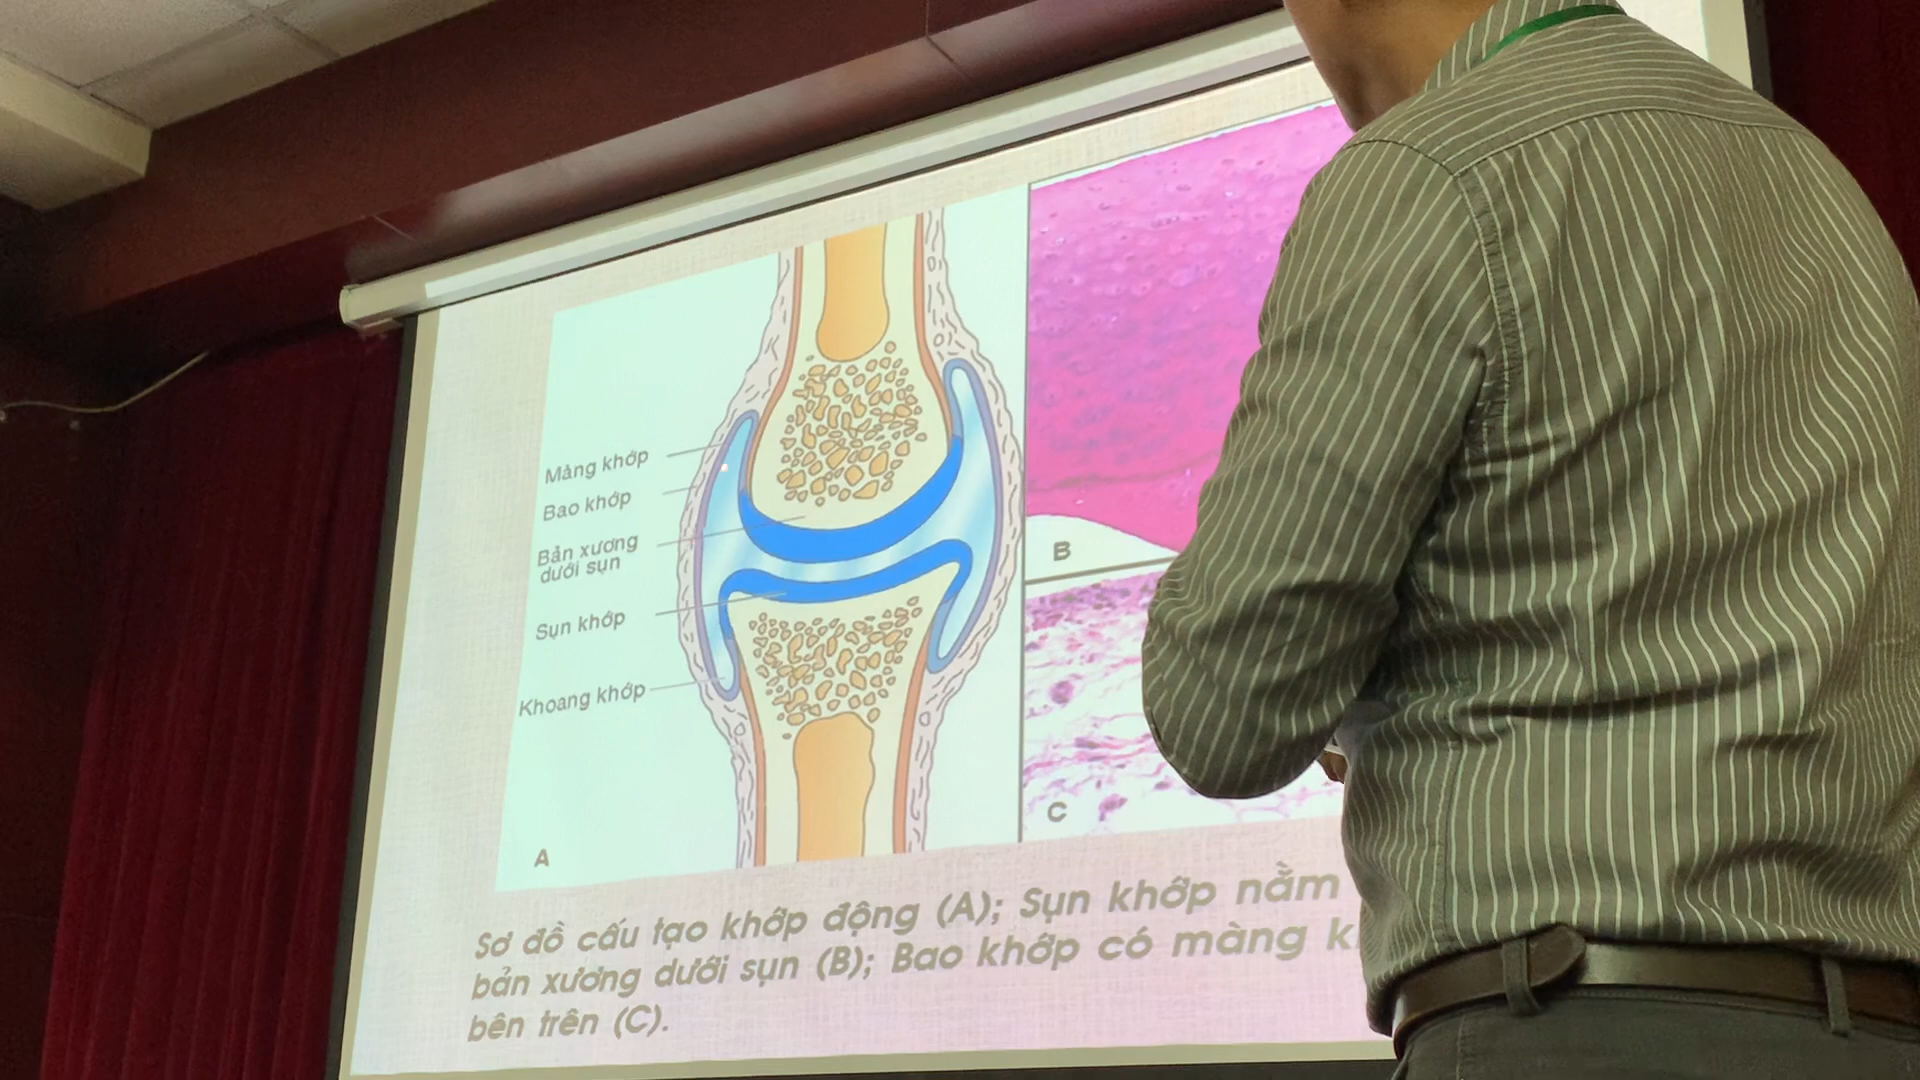 Màng khớp
Bao khớp
Bản xương
dưới sụn
Sụn khớp
Khoang khớp
A
B
C
Sơ đồ cấu tạo khớp động (A); Sụn khớp nằm
bản xương dưới sụn (B); Bao khớp có màng
bên trên (C).